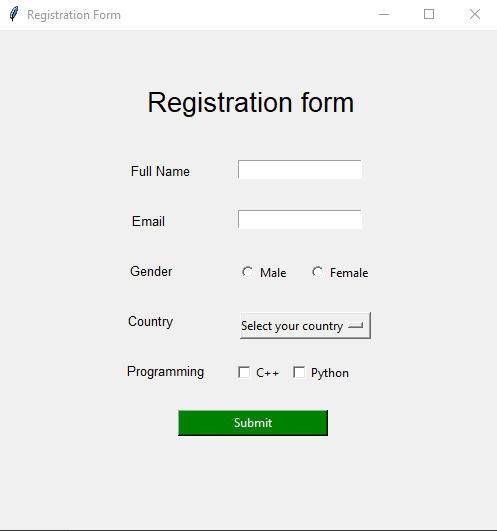 Registration Form
Registration form
Full Name
Email
Gender Male Female
Country Select your country
Programming C++ Python
Submit